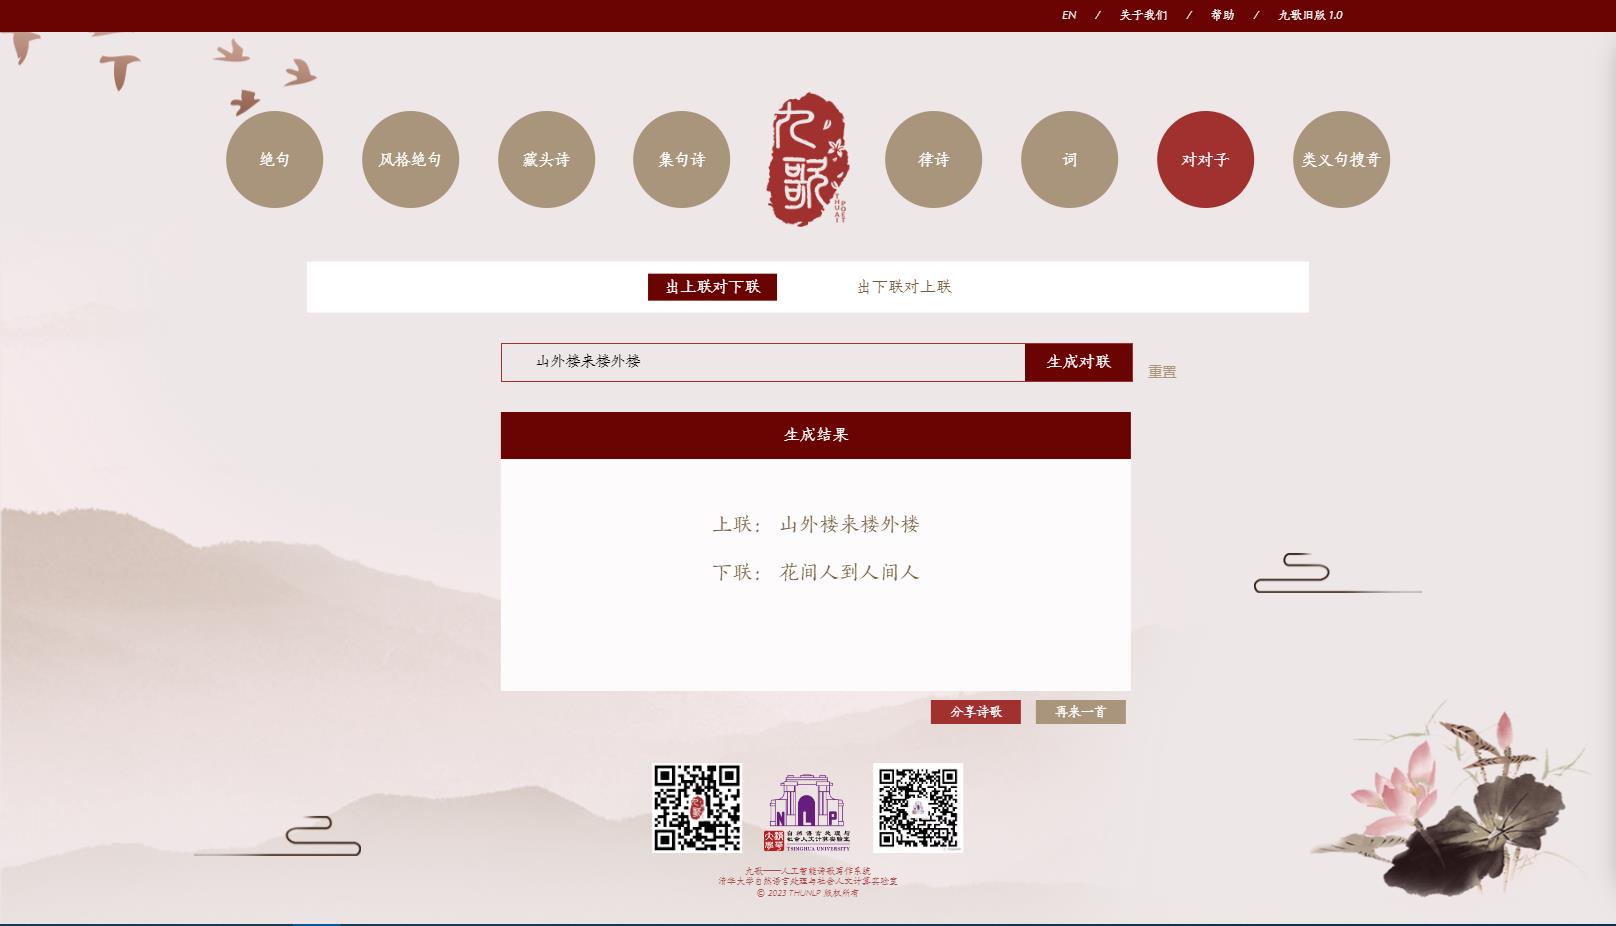 EN / 关于我们 / 帮助 / 九歌旧版 1.0
绝句
风格绝句
藏头诗
集句诗
九歌
THUAI
POET
律诗
词
对对子
类义句搜奇
出上联对下联
出下联对上联
山外楼来楼外楼
生成对联
重置
生成结果
上联： 山外楼来楼外楼
下联： 花间人到人间人
分享诗歌
再来一首
NLP
自然语言处理与
社会人文计算实验室
TSINGHUA UNIVERSITY
九歌——人工智能诗歌写作系统
清华大学自然语言处理与社会人文计算实验室
© 2023 THUNLP 版权所有